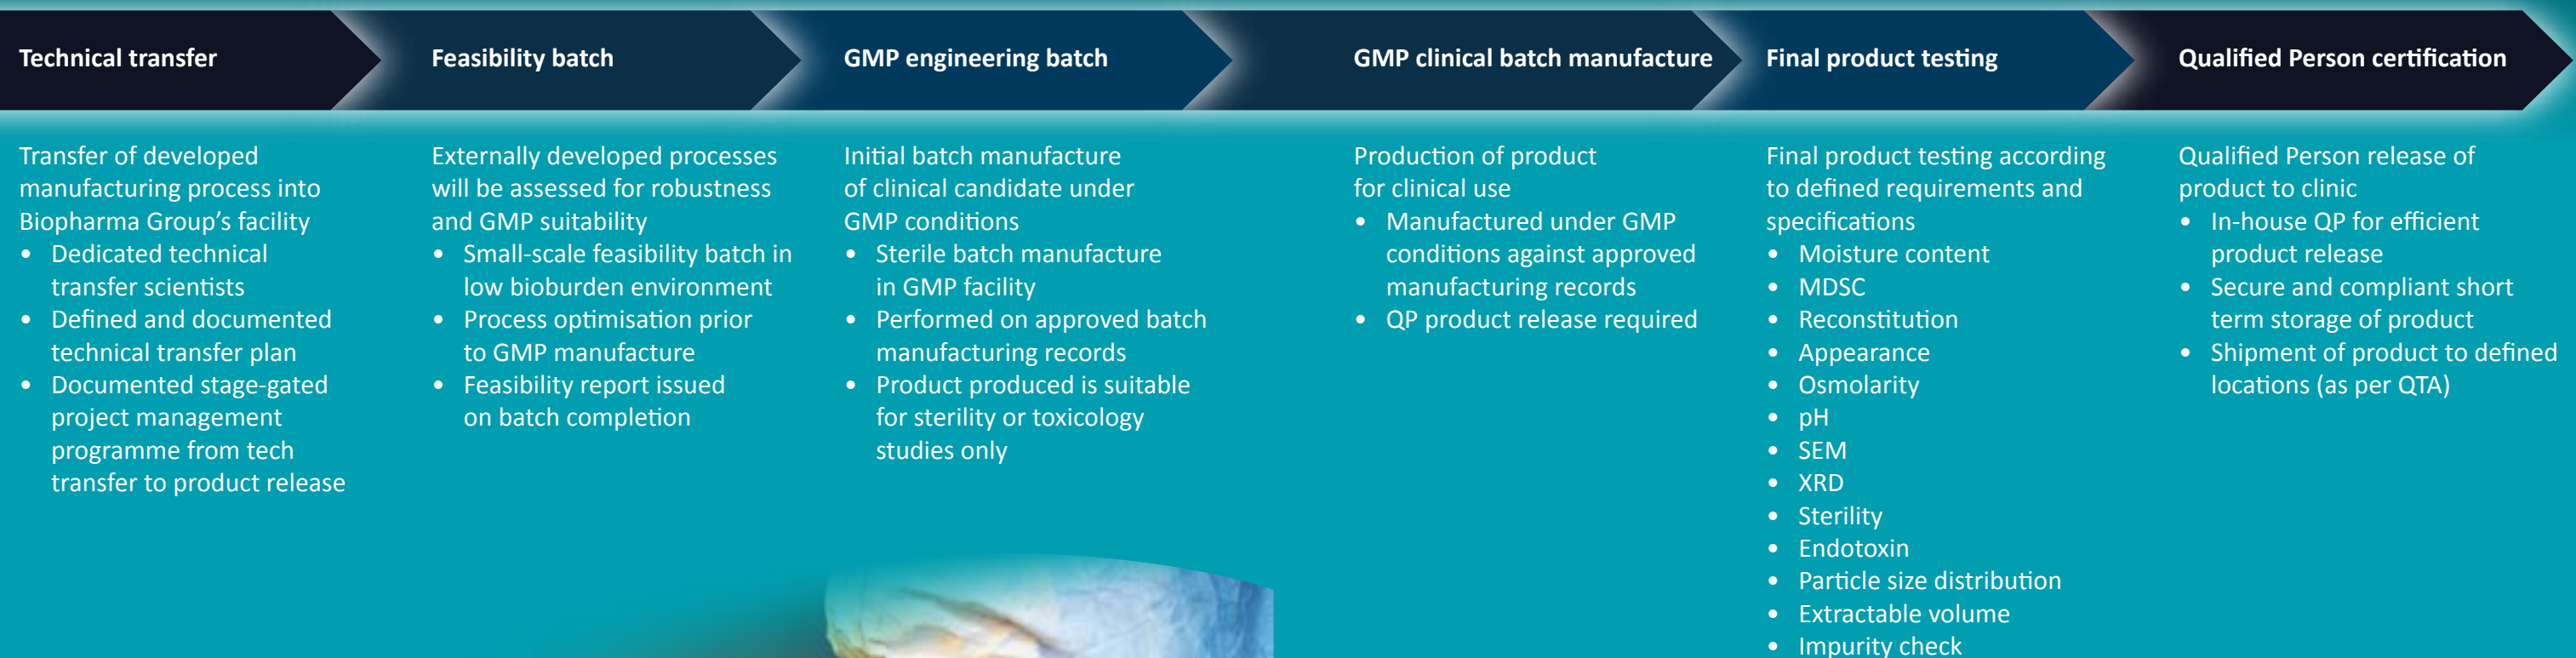 Technical transfer
Feasibility batch
GMP engineering batch
GMP clinical batch manufacture
Final product testing
Qualified Person certification
Transfer of developed
manufacturing process into
Biopharma Group's facility
• Dedicated technical
transfer scientists
• Defined and documented
technical transfer plan
• Documented stage-gated
project management
programme from tech
transfer to product release
Externally developed processes
will be assessed for robustness
and GMP suitability
• Small-scale feasibility batch in
low bioburden environment
• Process optimisation prior
to GMP manufacture
• Feasibility report issued
on batch completion
Initial batch manufacture
of clinical candidate under
GMP conditions
• Sterile batch manufacture
in GMP facility
• Performed on approved batch
manufacturing records
• Product produced is suitable
for sterility or toxicology
studies only
Production of product
for clinical use
• Manufactured under GMP
conditions against approved
manufacturing records
• QP product release required
Final product testing according
to defined requirements and
specifications
• Moisture content
• MDSC
• Reconstitution
• Appearance
• Osmolarity
• pH
• SEM
• XRD
• Sterility
• Endotoxin
• Particle size distribution
• Extractable volume
• Impurity check
Qualified Person release of
product to clinic
• In-house QP for efficient
product release
• Secure and compliant short
term storage of product
• Shipment of product to defined
locations (as per QTA)